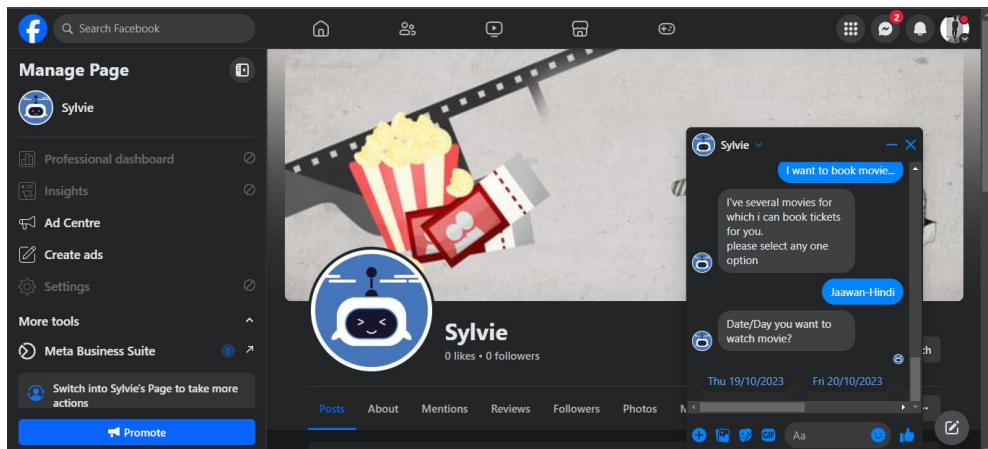 Search Facebook
2
Manage Page
Sylvie
Professional dashboard
Insights
Ad Centre
Create ads
Settings
More tools
Meta Business Suite
1
Switch into Sylvie's Page to take more
actions
Promote
Sylvie
0 likes • 0 followers
Posts
About
Mentions
Reviews
Followers
Photos
Sylvie
I want to book movie...
I've several movies for
which i can book tickets
for you.
please select any one
option
Jaawan-Hindi
Date/Day you want to
watch movie?
Thu 19/10/2023
Fri 20/10/2023
GIF
Aa